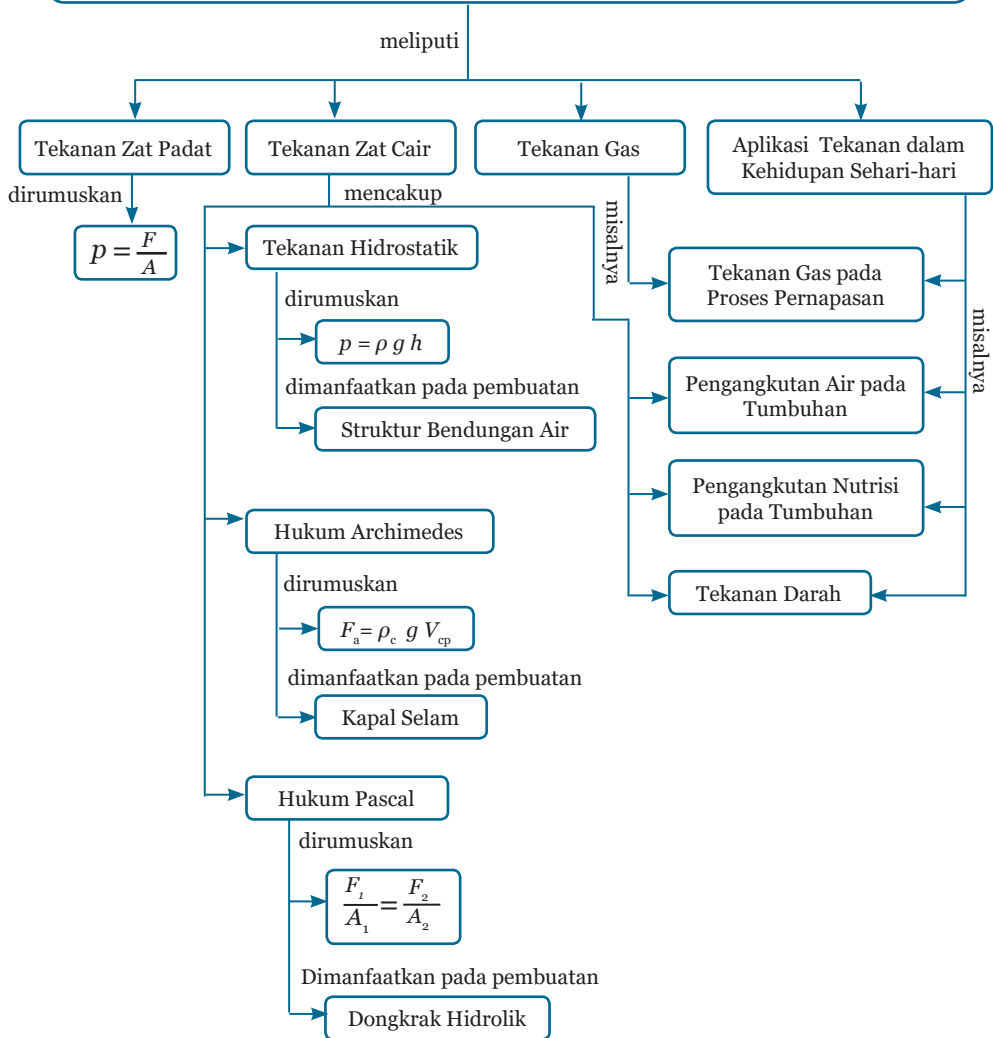 meliputi
Tekanan Zat Padat
Tekanan Zat Cair
Tekanan Gas
Aplikasi Tekanan dalam
Kehidupan Sehari-hari
dirumuskan
p = F/A
mencakup
Tekanan Hidrostatik
dirumuskan
p = ρ g h
dimanfaatkan pada pembuatan
Struktur Bendungan Air
Hukum Archimedes
dirumuskan
Fₐ = ρ_c g V_cp
dimanfaatkan pada pembuatan
Kapal Selam
Hukum Pascal
dirumuskan
F₁/A₁ = F₂/A₂
Dimanfaatkan pada pembuatan
Dongkrak Hidrolik
misalnya
Tekanan Gas pada
Proses Pernapasan
Pengangkutan Air pada
Tumbuhan
Pengangkutan Nutrisi
pada Tumbuhan
Tekanan Darah
misalnya